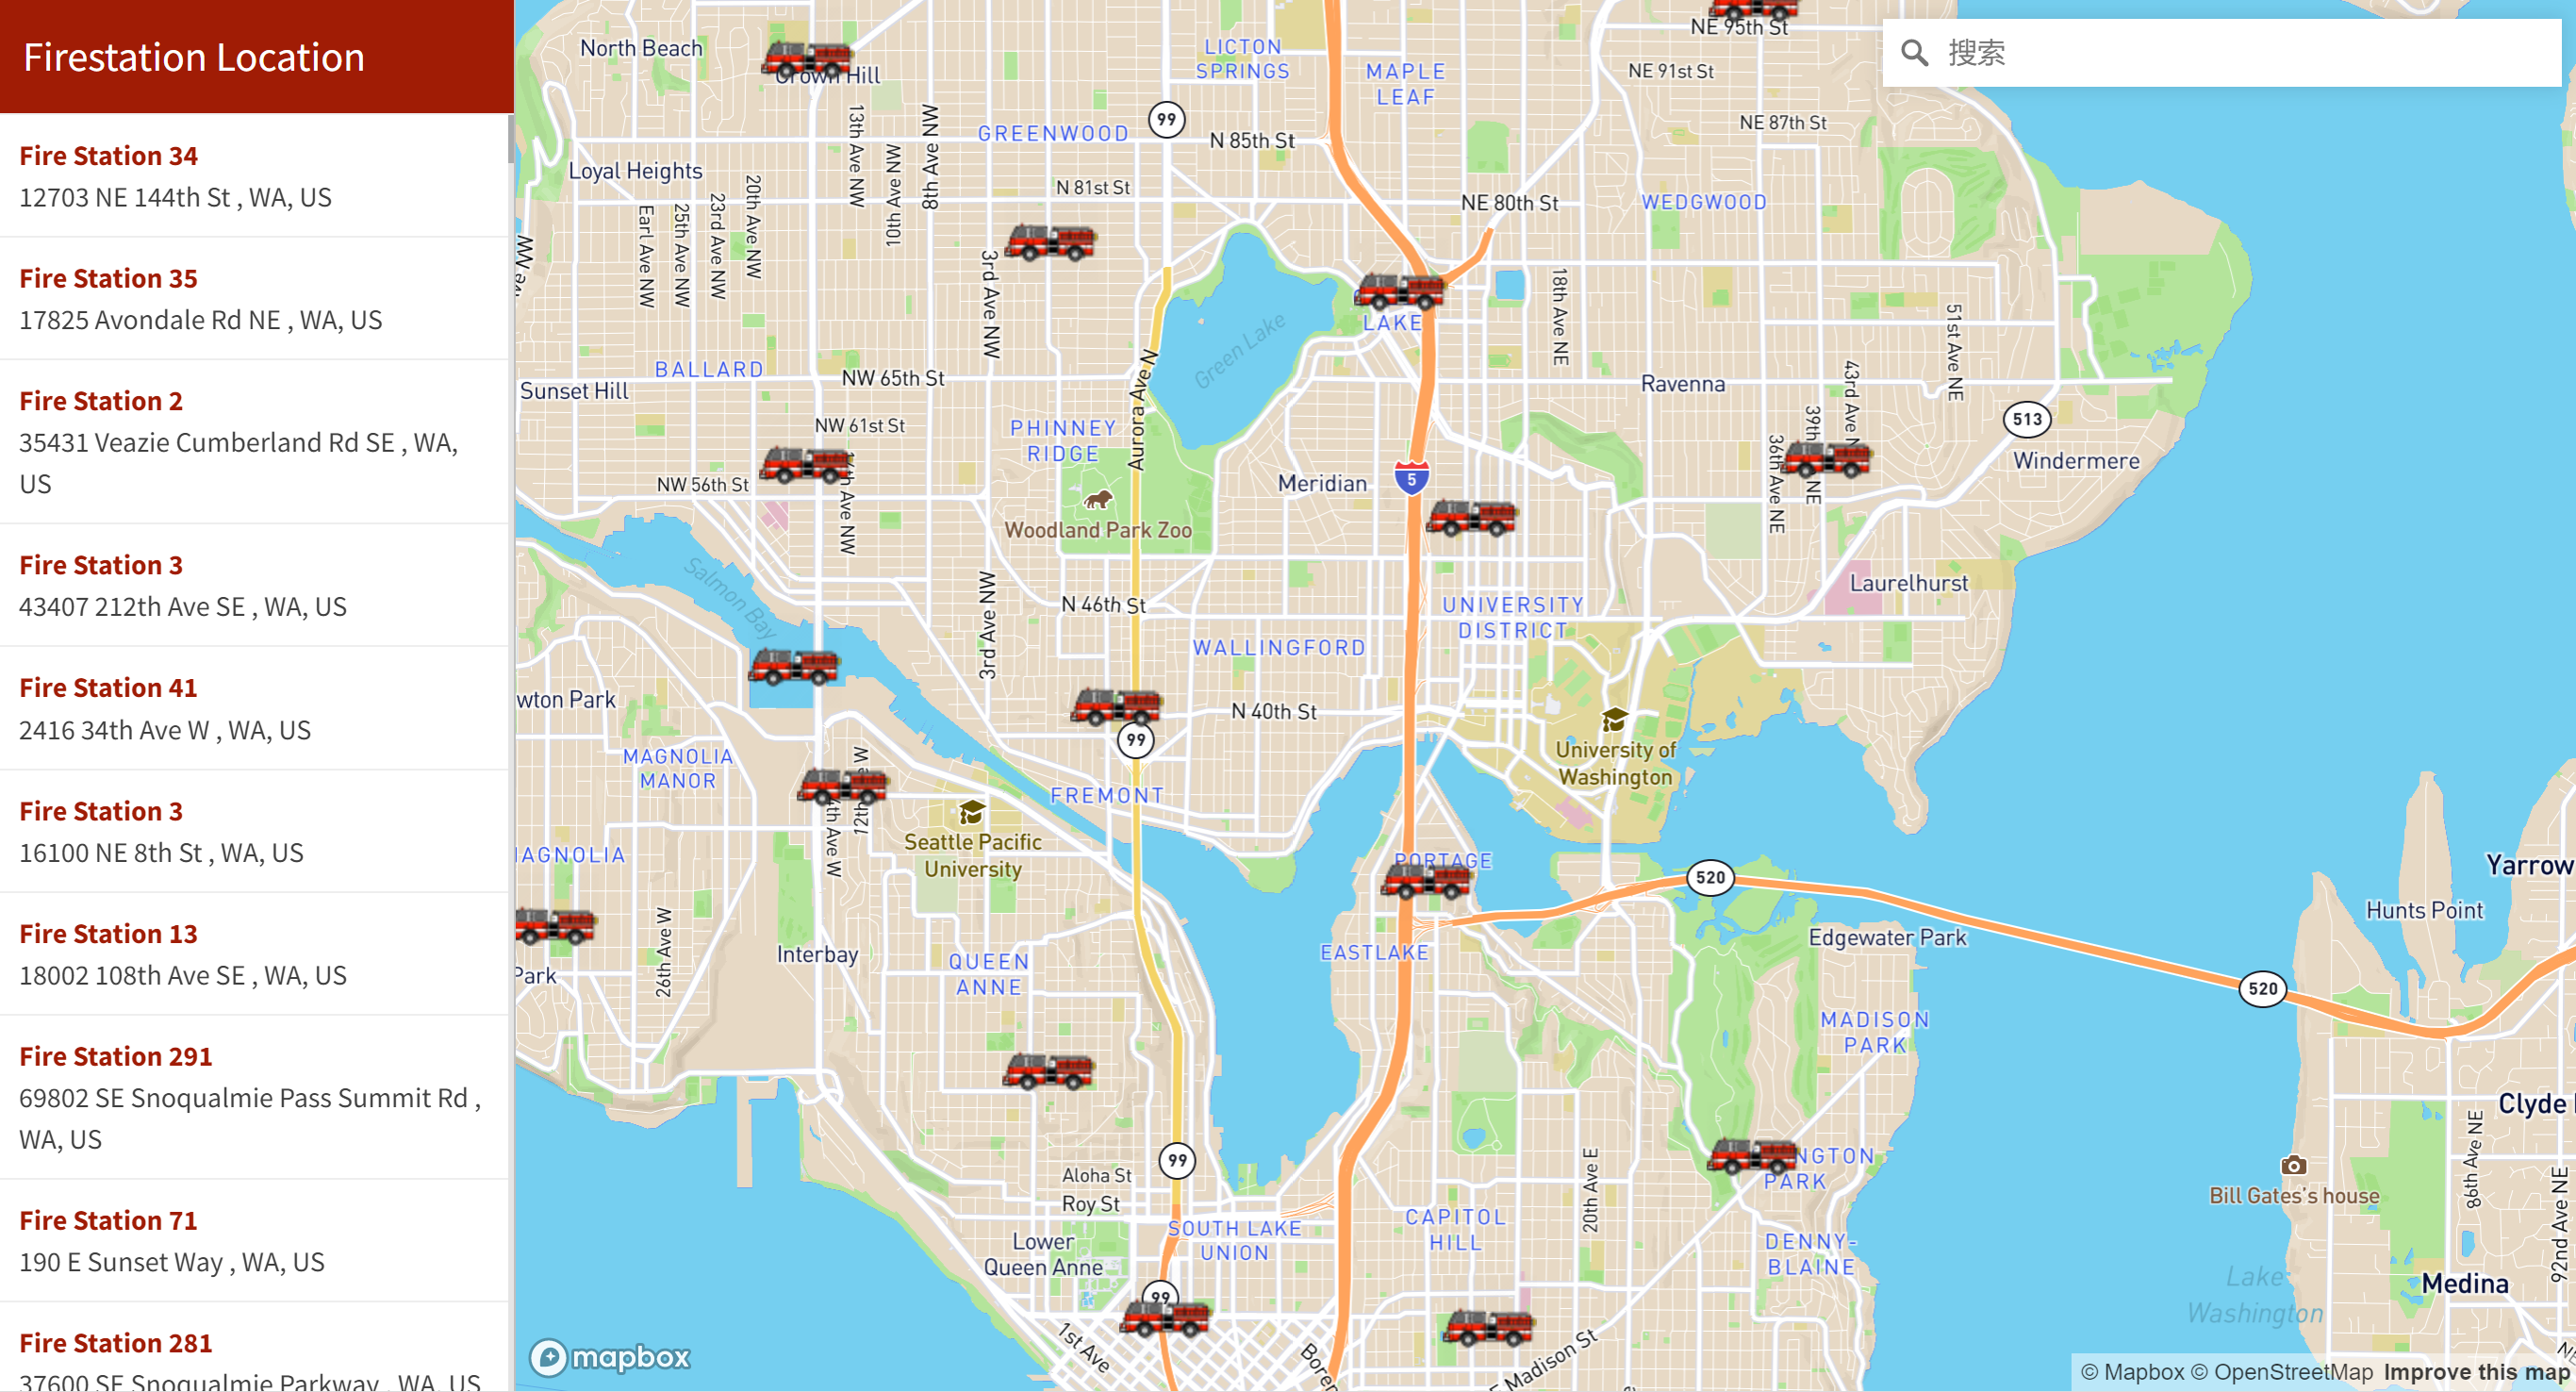 Firestation Location
Fire Station 34
12703 NE 144th St , WA, US
Fire Station 35
17825 Avondale Rd NE , WA, US
Fire Station 2
35431 Veazie Cumberland Rd SE , WA,
US
Fire Station 3
43407 212th Ave SE , WA, US
Fire Station 41
2416 34th Ave W , WA, US
Fire Station 3
16100 NE 8th St , WA, US
Fire Station 13
18002 108th Ave SE , WA, US
Fire Station 291
69802 SE Snoqualmie Pass Summit Rd ,
WA, US
Fire Station 71
190 E Sunset Way , WA, US
Fire Station 281
37600 SE Snoqualmie Parkway , WA, US
搜索
North Beach
Crown Hill
LICTON
SPRINGS
MAPLE
LEAF
NE 95th St
NE 91st St
NE 87th St
13th Ave NW
10th Ave NW
8th Ave NW
99
GREENWOOD
N 85th St
Loyal Heights
N 81st St
NE 80th St
WEDGWOOD
Earl Ave NW
25th Ave NW
23rd Ave NW
20th Ave NW
3rd Ave NW
18th Ave NE
51st Ave NE
Green Lake
LAKE
BALLARD
NW 65th St
Sunset Hill
Aurora Ave N
Ravenna
43rd Ave N
39th
NE
36th Ave NE
513
NW 61st St
PHINNEY
RIDGE
Windermere
NW 56th St
th Ave NW
Meridian
5
Woodland Park Zoo
Salmon Bay
3rd Ave NW
N 46th St
UNIVERSITY
DISTRICT
Laurelhurst
WALLINGFORD
wton Park
N 40th St
99
University of
Washington
MAGNOLIA
MANOR
12th
e W
4th Ave W
FREMONT
Seattle Pacific
University
AGNOLIA
PORTAGE
520
Yarrow
Hunts Point
26th Ave W
Interbay
Park
QUEEN
ANNE
EASTLAKE
Edgewater Park
520
MADISON
PARK
Clyde
86th Ave NE
92nd Ave NE
99
Aloha St
Roy St
20th Ave E
NGTON
PARK
Bill Gates's house
SOUTH LAKE
UNION
CAPITOL
HILL
Lower
Queen Anne
DENNY-
BLAINE
Lake
Washington
Medina
99
1st Ave
Boren
E Madison St
mapbox
© Mapbox © OpenStreetMap Improve this map